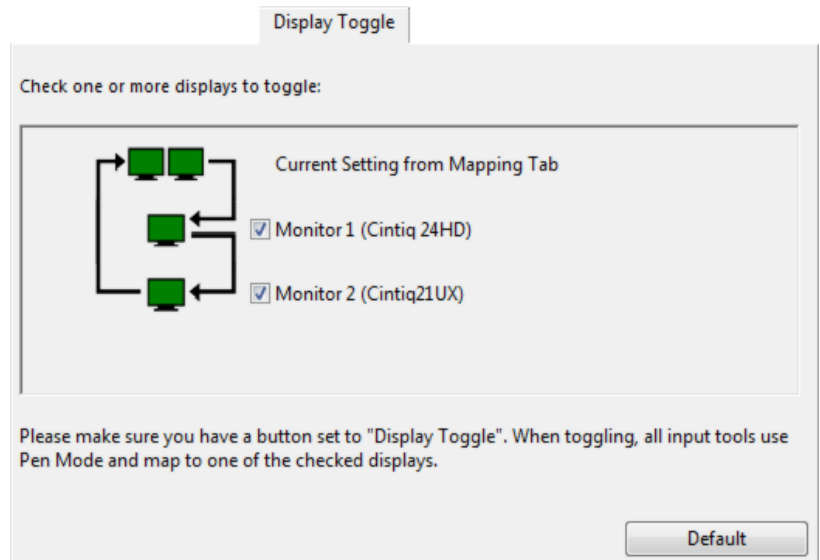 Display Toggle
Check one or more displays to toggle:
Current Setting from Mapping Tab
Monitor 1 (Cintiq 24HD)
Monitor 2 (Cintiq21UX)
Please make sure you have a button set to "Display Toggle". When toggling, all input tools use
Pen Mode and map to one of the checked displays.
Default